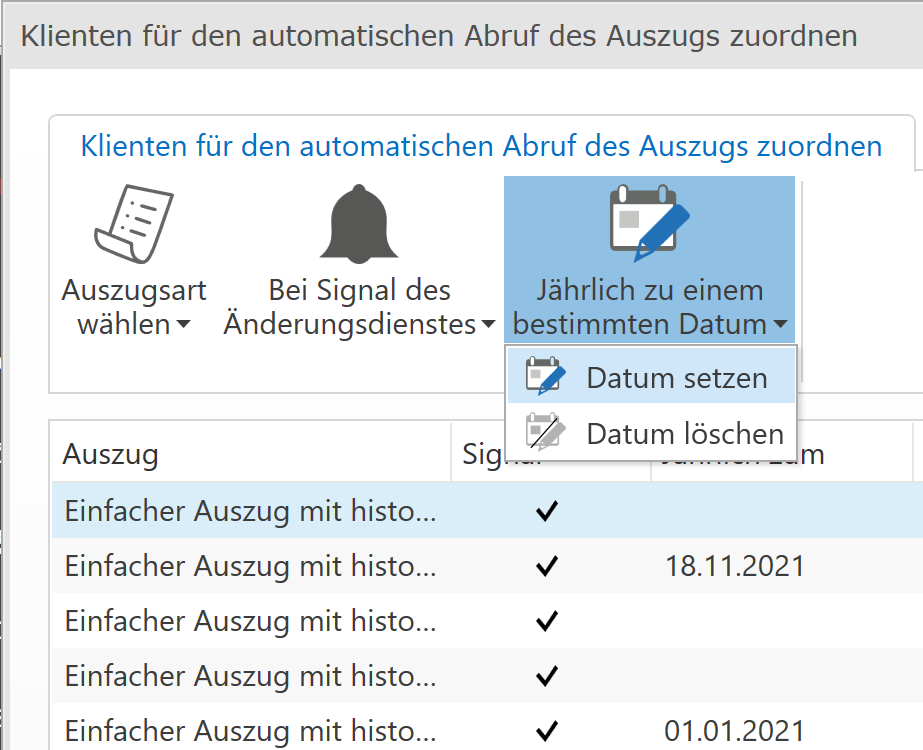 Klienten für den automatischen Abruf des Auszugs zuordnen
Klienten für den automatischen Abruf des Auszugs zuordnen
Auszugsart
wählen
Bei Signal des
Änderungsdienstes
Jährlich zu einem
bestimmten Datum
Datum setzen
Datum löschen
Auszug
Signal
Jährlich zum
Einfacher Auszug mit histo...
Einfacher Auszug mit histo... 18.11.2021
Einfacher Auszug mit histo...
Einfacher Auszug mit histo...
Einfacher Auszug mit histo... 01.01.2021